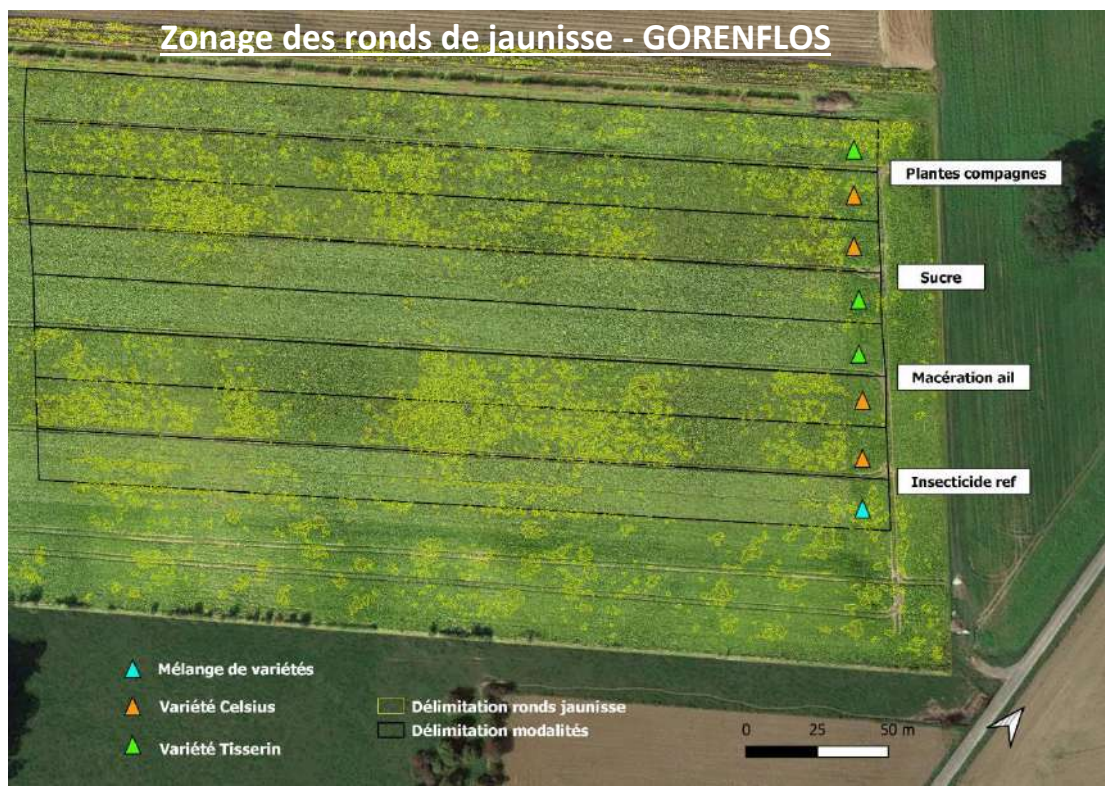 Zonage des ronds de jaunisse - GORENFLOS
Plantes compagnes
Sucre
Macération ail
Insecticide ref
Mélange de variétés
Variété Celsius
Variété Tisserin
Délimitation ronds jaunisse
Délimitation modalités
0 25 50 m